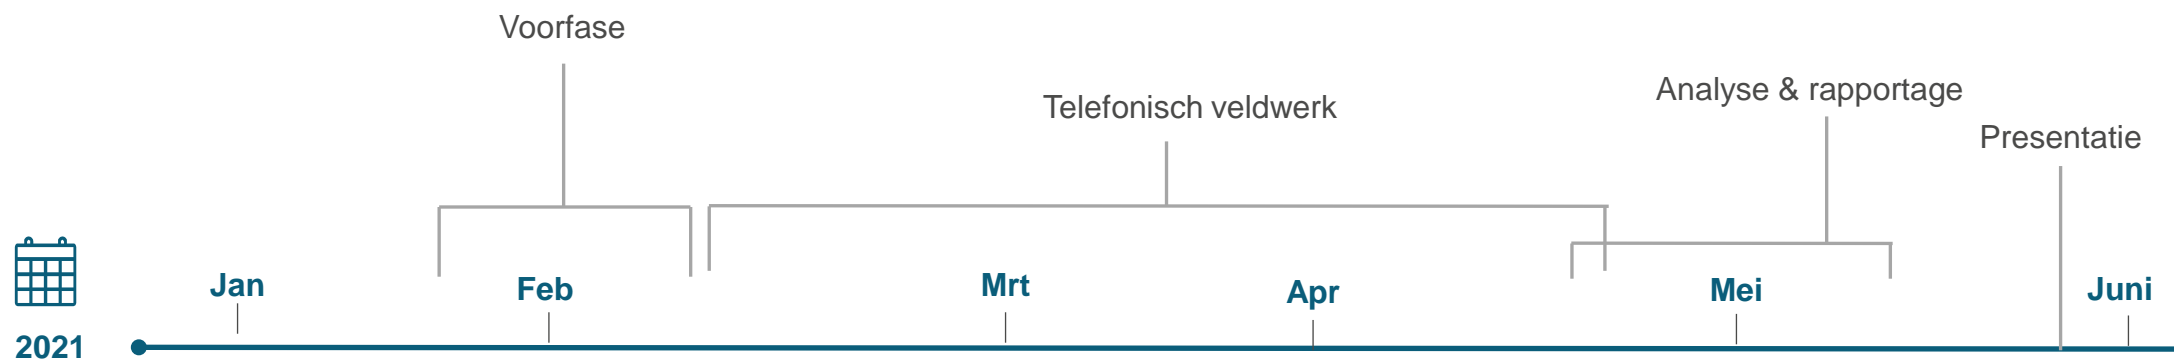 Voorfase
Telefonisch veldwerk
Analyse & rapportage
Presentatie
Jan
Feb
Mrt
Apr
Mei
Juni
2021